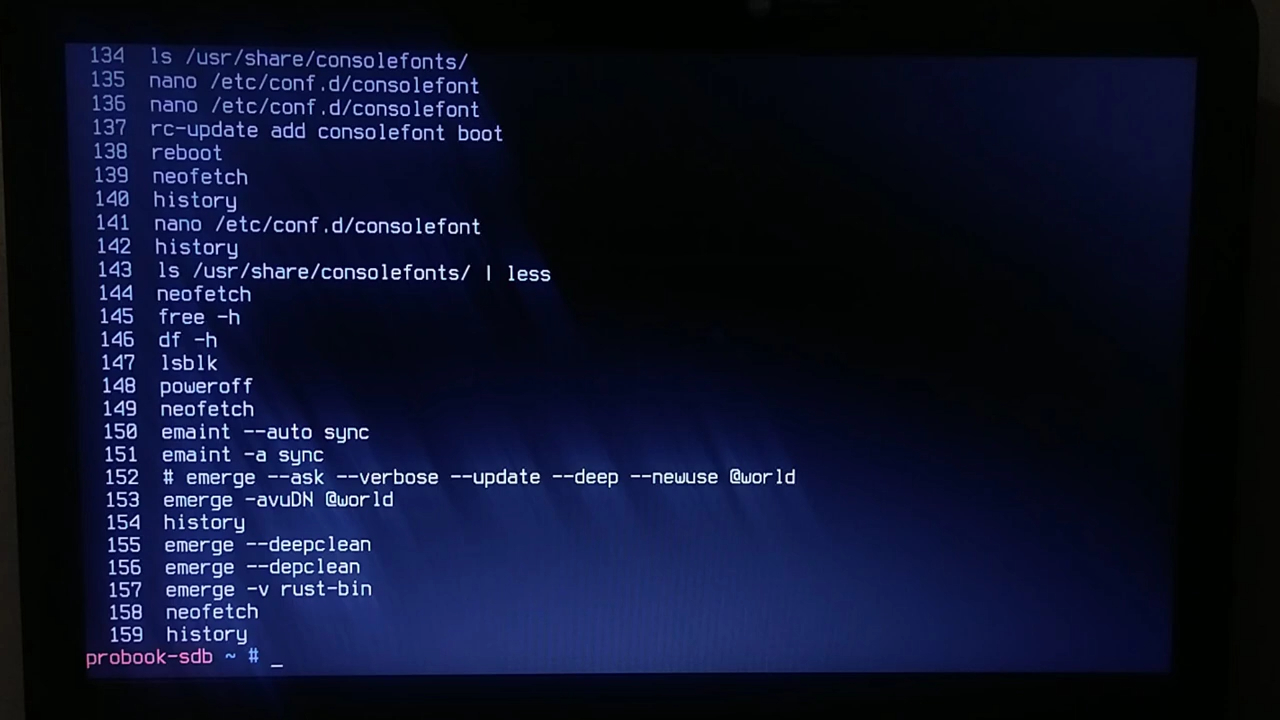 134 ls /usr/share/consolefonts/
135 nano /etc/conf.d/consolefont
136 nano /etc/conf.d/consolefont
137 rc-update add consolefont boot
138 reboot
139 neofetch
140 history
141 nano /etc/conf.d/consolefont
142 history
143 ls /usr/share/consolefonts/ | less
144 neofetch
145 free -h
146 df -h
147 lsblk
148 poweroff
149 neofetch
150 emaint --auto sync
151 emaint -a sync
152 # emerge --ask --verbose --update --deep --newuse @world
153 emerge -avuDN @world
154 history
155 emerge --deepclean
156 emerge --depclean
157 emerge -v rust-bin
158 neofetch
159 history
probook-sdb ~ # _